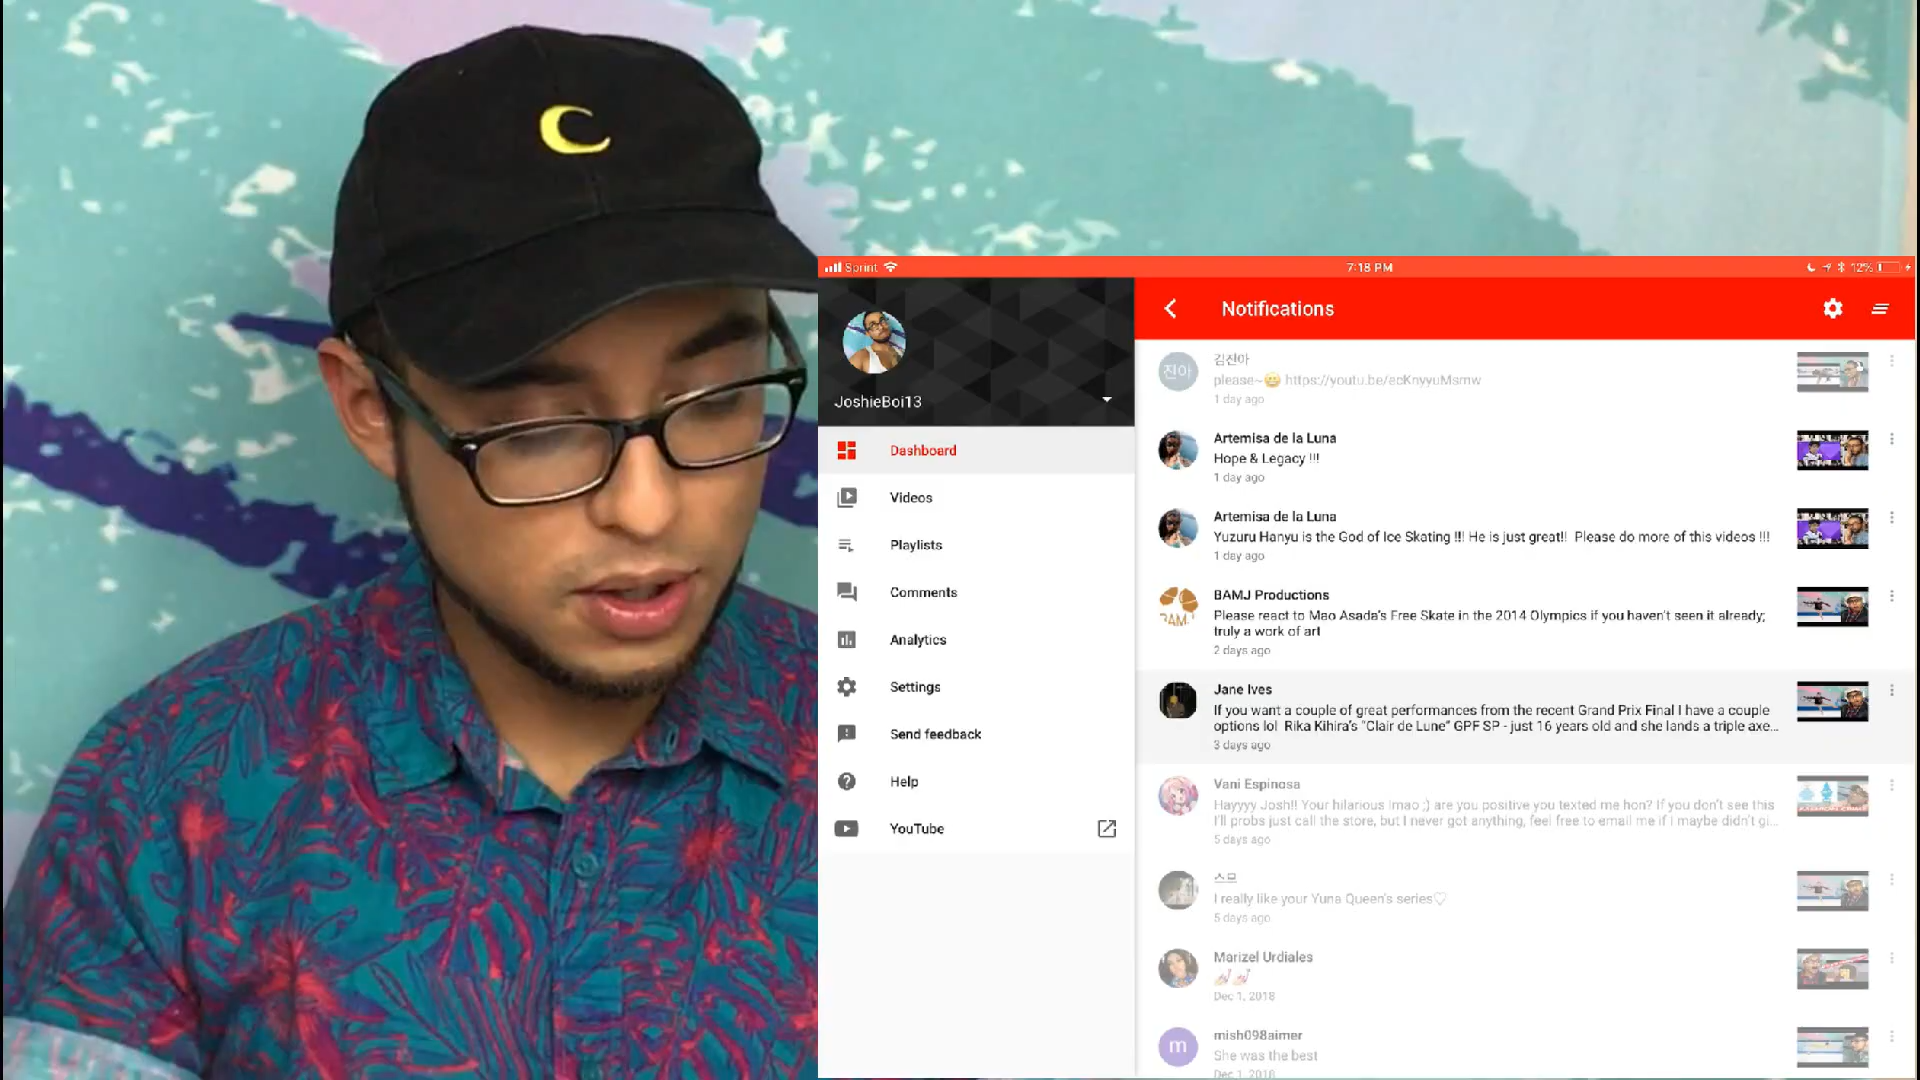 Sprint
7:18 PM
12%
JoshieBoi13
Dashboard
Videos
Playlists
Comments
Analytics
Settings
Send feedback
Help
YouTube
Notifications
진아
김진아
please~😬 https://youtu.be/ecKnyyuMsmw
1 day ago
Artemisa de la Luna
Hope & Legacy !!!
1 day ago
Artemisa de la Luna
Yuzuru Hanyu is the God of Ice Skating !!! He is just great!! Please do more of this videos !!!
1 day ago
BAMJ
BAMJ Productions
Please react to Mao Asada's Free Skate in the 2014 Olympics if you haven't seen it already;
truly a work of art
2 days ago
Jane Ives
If you want a couple of great performances from the recent Grand Prix Final I have a couple
options lol Rika Kihira's "Clair de Lune" GPF SP - just 16 years old and she lands a triple axe...
3 days ago
Vani Espinosa
Hayyyy Josh!! Your hilarious lmao ;) are you positive you texted me hon? If you don't see this
I'll probs just call the store, but I never got anything, feel free to email me if I maybe didn't gi...
5 days ago
스므
I really like your Yuna Queen's series♡
5 days ago
Marizel Urdiales
💅💅
Dec 1, 2018
m
mish098aimer
She was the best
Dec 1, 2018